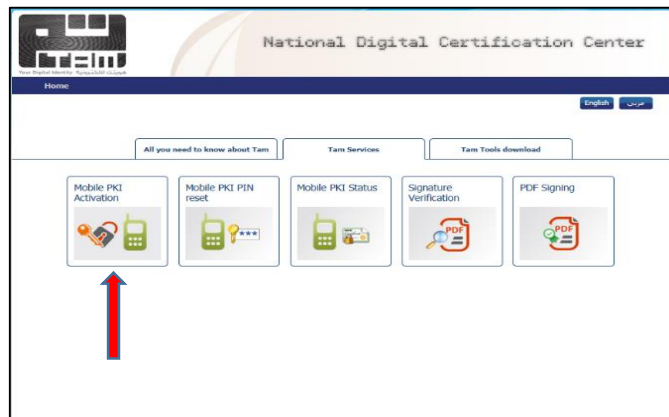 National Digital Certification Center
Tam
Your Digital Identity
Home
English
عربي
All you need to know about Tam
Tam Services
Tam Tools download
Mobile PKI Activation
Mobile PKI PIN reset
Mobile PKI Status
Signature Verification
PDF Signing
***
PDF
PDF